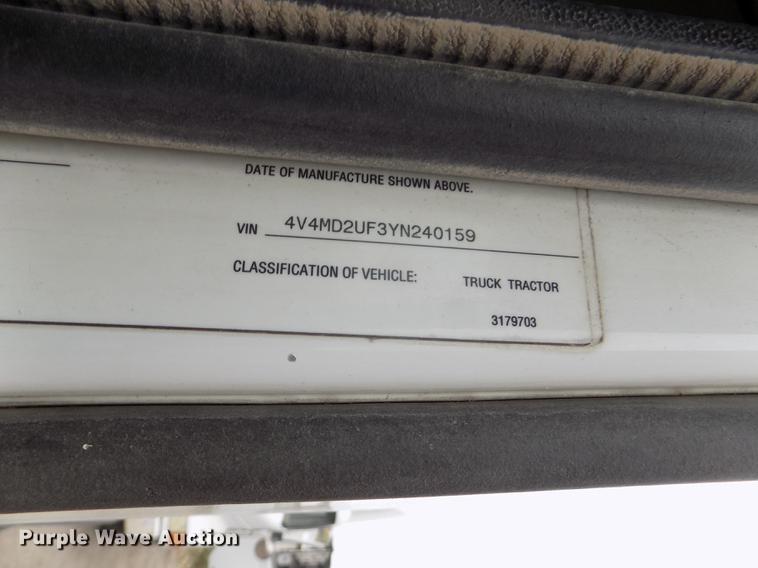 DATE OF MANUFACTURE SHOWN ABOVE.
VIN 4V4MD2UF3YN240159
CLASSIFICATION OF VEHICLE: TRUCK TRACTOR
3179703
Purple Wave Auction